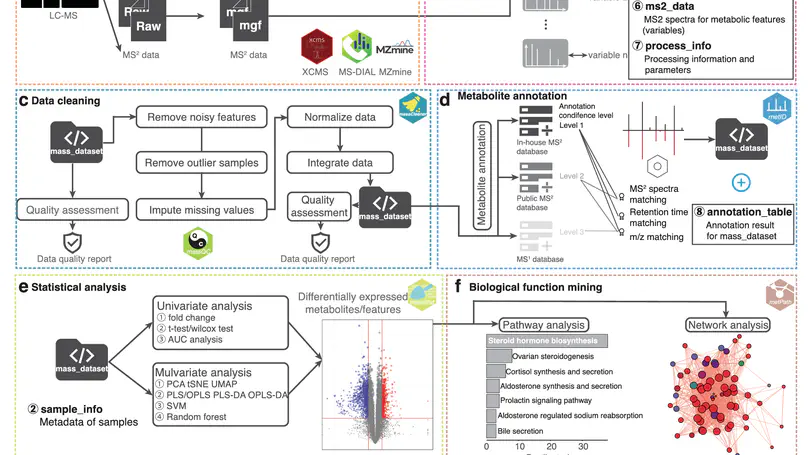 LC-MS
Raw
Raw
MS² data
mgf
mgf
MS² data
XCMS
MS-DIAL
MZmine
MZmine
variable n
⑥ ms2_data
MS2 spectra for metabolic features
(variables)
⑦ process_info
Processing information and
parameters
c Data cleaning
mass_dataset
Remove noisy features
Remove outlier samples
Impute missing values
Normalize data
Integrate data
Quality assessment
Data quality report
Quality
assessment
mass_dataset
Data quality report
d Metabolite annotation
metID
Metabolite annotation
Annotation
condifence level
Level 1
In-house MS²
database
Level 2
Public MS²
database
Level 3
MS¹ database
MS² spectra
matching
Retention time
matching
m/z matching
mass_dataset
⑧ annotation_table
Annotation result
for mass_dataset
e Statistical analysis
mass_dataset
② sample_info
Metadata of samples
Univariate analysis
① fold change
② t-test/wilcox test
③ AUC analysis
Mulvariate analysis
① PCA tSNE UMAP
② PLS/OPLS PLS-DA OPLS-DA
③ SVM
④ Random forest
Differentially expressed
metabolites/features
f Biological function mining
metPath
Pathway analysis
Steroid hormone biosynthesis
Ovarian steroidogenesis
Cortisol synthesis and secretion
Aldosterone synthesis and secretion
Prolactin signaling pathway
Aldosterone regulated sodium reabsorption
Bile secretion
0 10 20 30
Network analysis